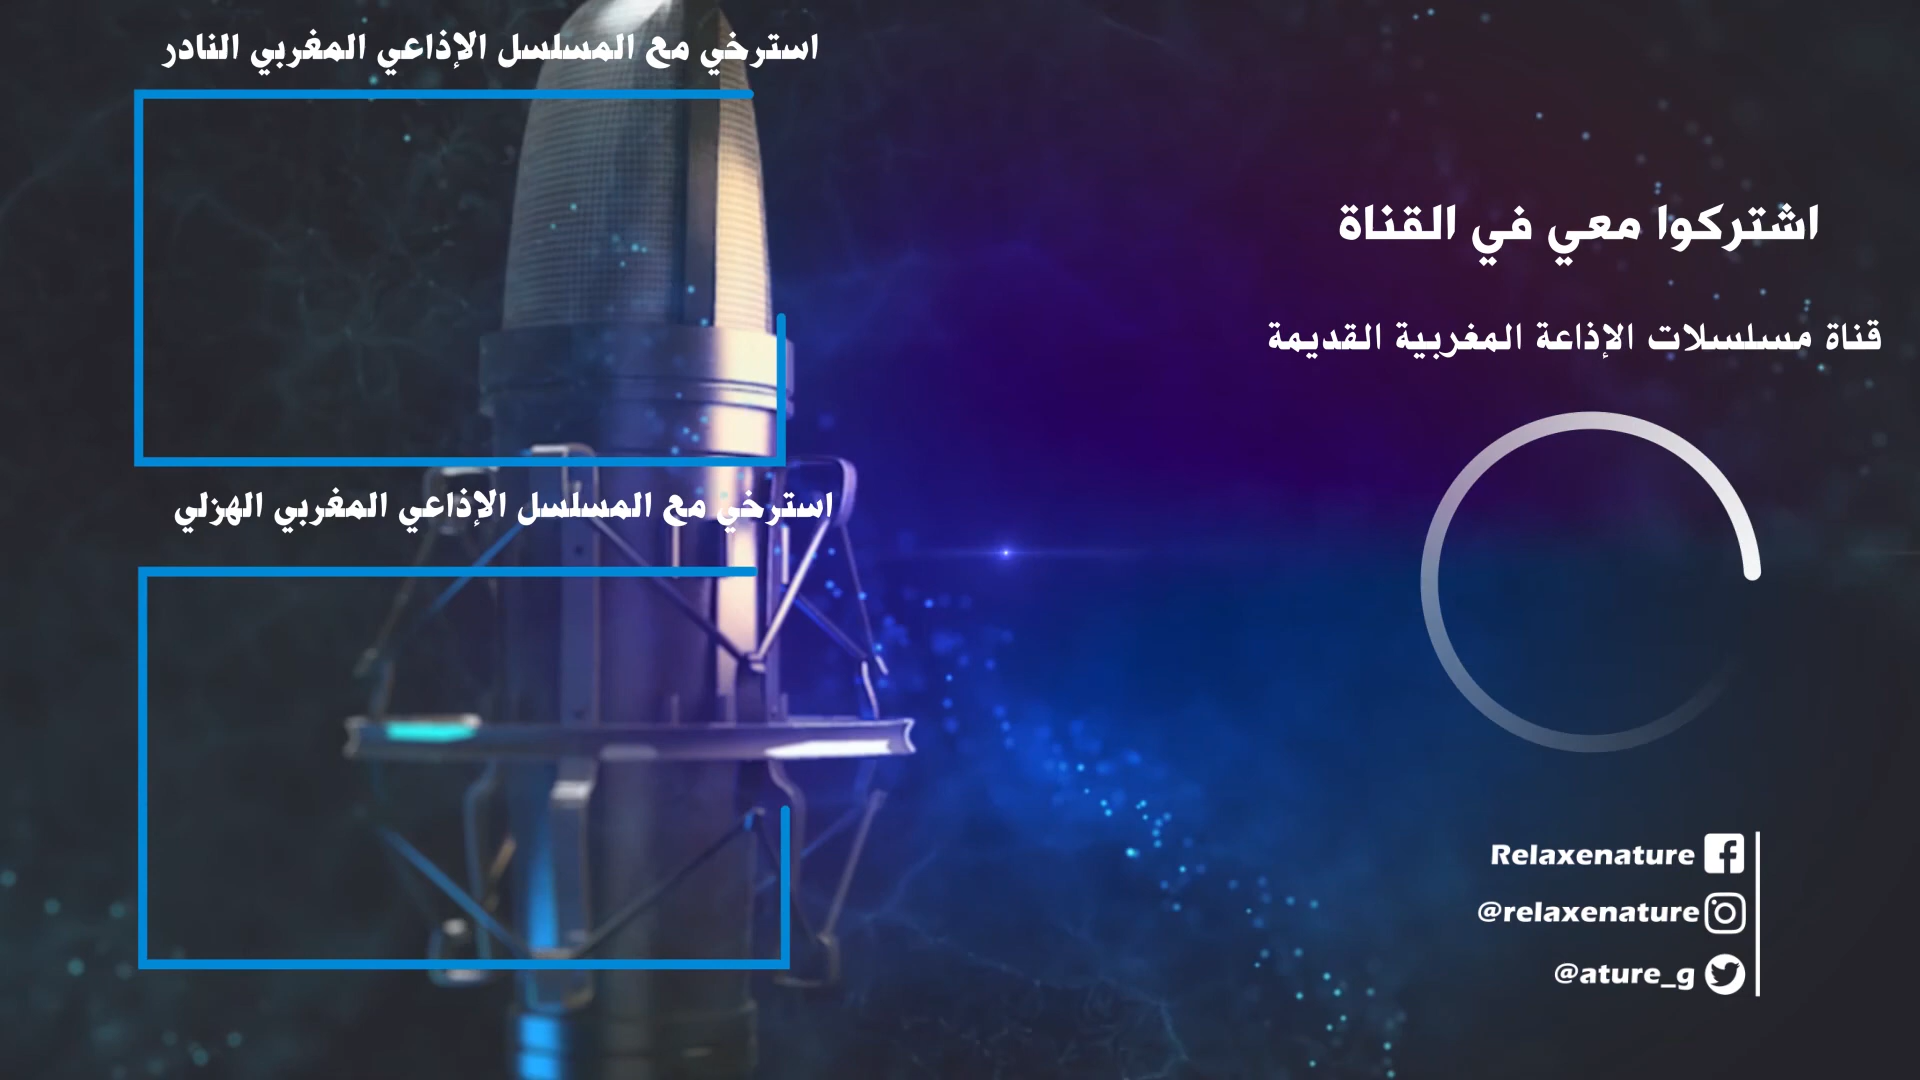 استرخي مع المسلسل الإذاعي المغربي النادر
استرخي مع المسلسل الإذاعي المغربي الهزلي
اشتركوا معي في القناة
قناة مسلسلات الإذاعة المغربية القديمة
Relaxenature
@relaxenature
@ature_g